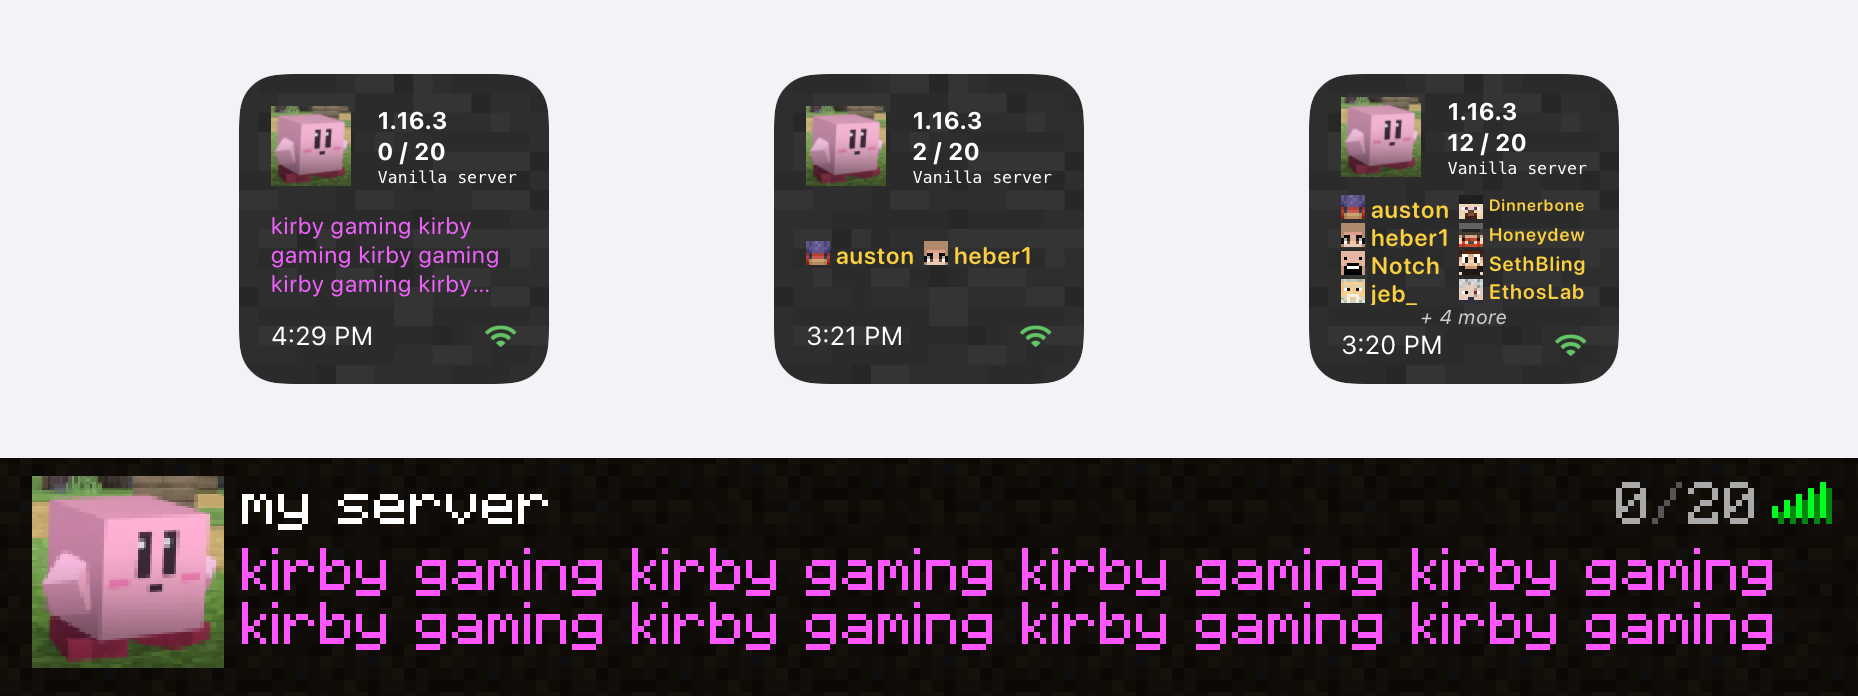 1.16.3
0 / 20
Vanilla server
kirby gaming kirby
gaming kirby gaming
kirby gaming kirby...
4:29 PM
1.16.3
2 / 20
Vanilla server
auston heber1
3:21 PM
1.16.3
12 / 20
Vanilla server
auston Dinnerbone
heber1 Honeydew
Notch SethBling
jeb_ EthosLab
+ 4 more
3:20 PM
my server 0/20
kirby gaming kirby gaming kirby gaming kirby gaming
kirby gaming kirby gaming kirby gaming kirby gaming